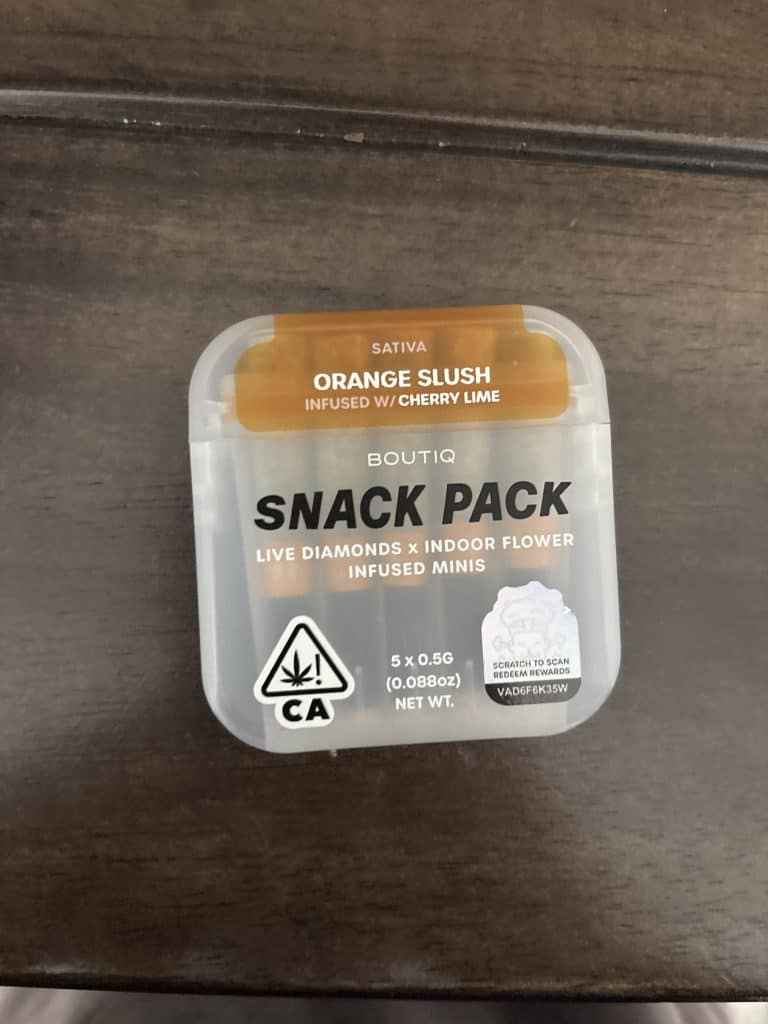 SATIVA
ORANGE SLUSH
INFUSED W/ CHERRY LIME
BOUTIQ
SNACK PACK
LIVE DIAMONDS x INDOOR FLOWER
INFUSED MINIS
!
CA
5 x 0.5G
(0.088oz)
NET WT.
SCRATCH TO SCAN
REDEEM REWARDS
VAD6F6K35W